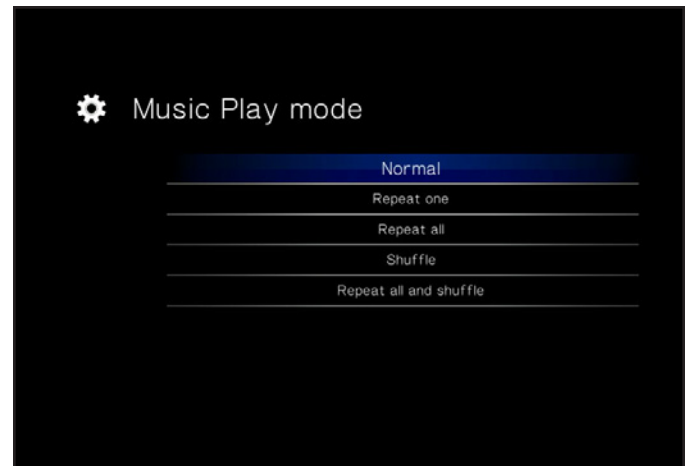 Music Play mode
Normal
Repeat one
Repeat all
Shuffle
Repeat all and shuffle